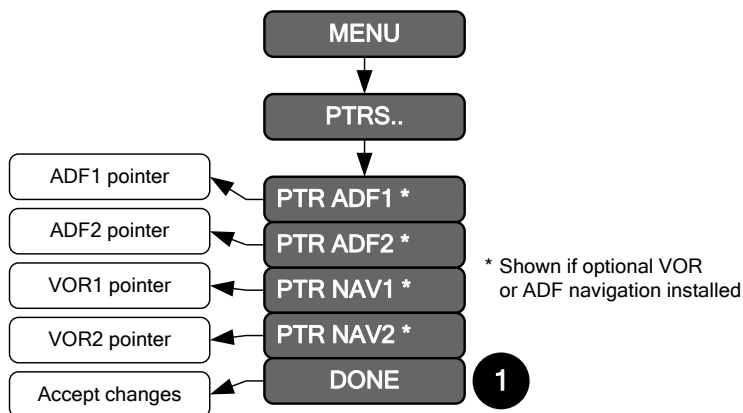 MENU
PTRS..
ADF1 pointer
PTR ADF1 *
ADF2 pointer
PTR ADF2 *
VOR1 pointer
PTR NAV1 *
VOR2 pointer
PTR NAV2 *
Accept changes
DONE
1
* Shown if optional VOR
or ADF navigation installed